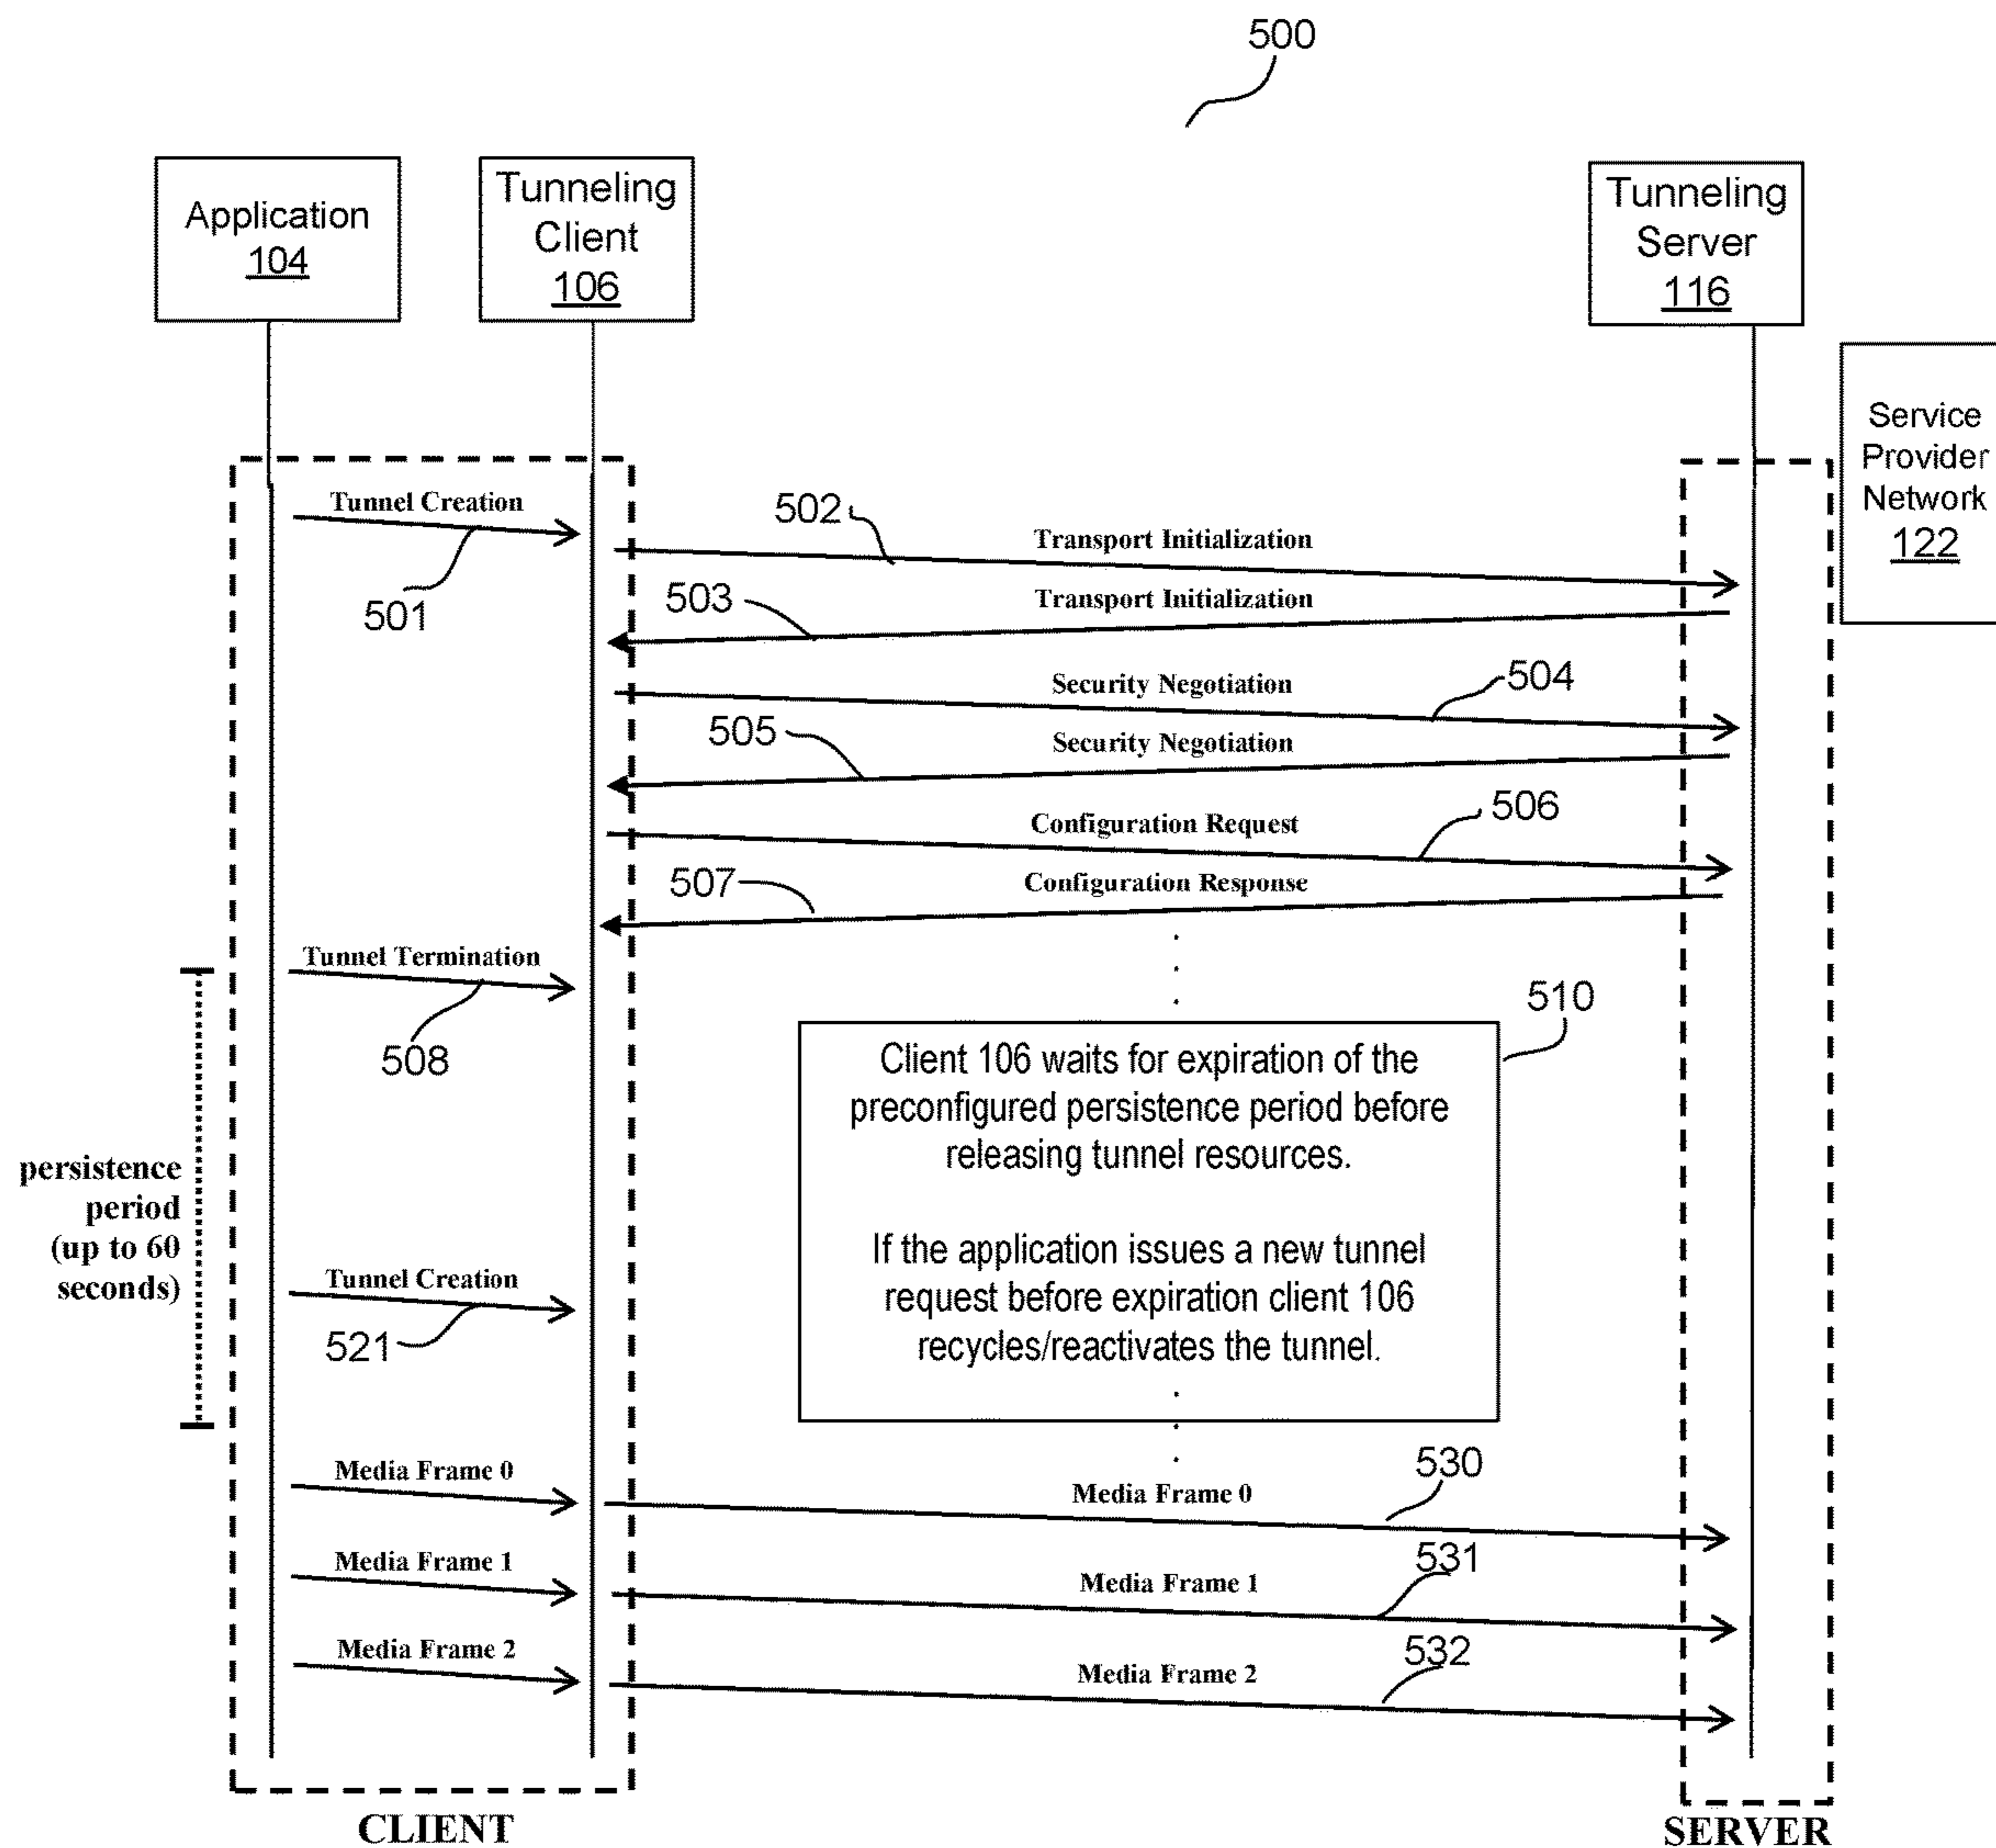 500
Application
104
Tunneling
Client
106
Tunneling
Server
116
Service
Provider
Network
122
Tunnel Creation
501
502
Transport Initialization
503
Transport Initialization
Security Negotiation
504
505
Security Negotiation
Configuration Request
506
507
Configuration Response
Tunnel Termination
508
510
Client 106 waits for expiration of the
preconfigured persistence period before
releasing tunnel resources.
If the application issues a new tunnel
request before expiration client 106
recycles/reactivates the tunnel.
persistence
period
(up to 60
seconds)
Tunnel Creation
521
Media Frame 0
Media Frame 0
530
Media Frame 1
Media Frame 1
531
Media Frame 2
Media Frame 2
532
CLIENT
SERVER